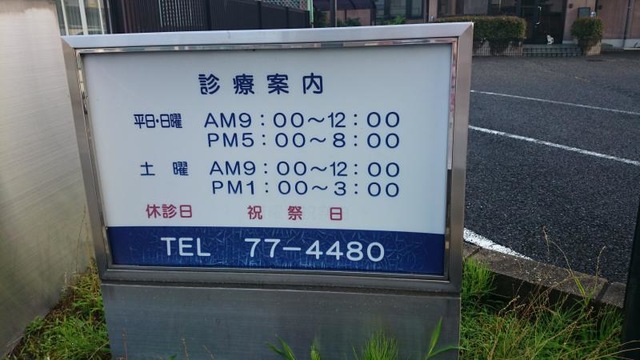 診療案内
平日・日曜 AM9：00～12：00
PM5：00～8：00
土曜 AM9：00～12：00
PM1：00～3：00
休診日 祝祭日
TEL 77-4480